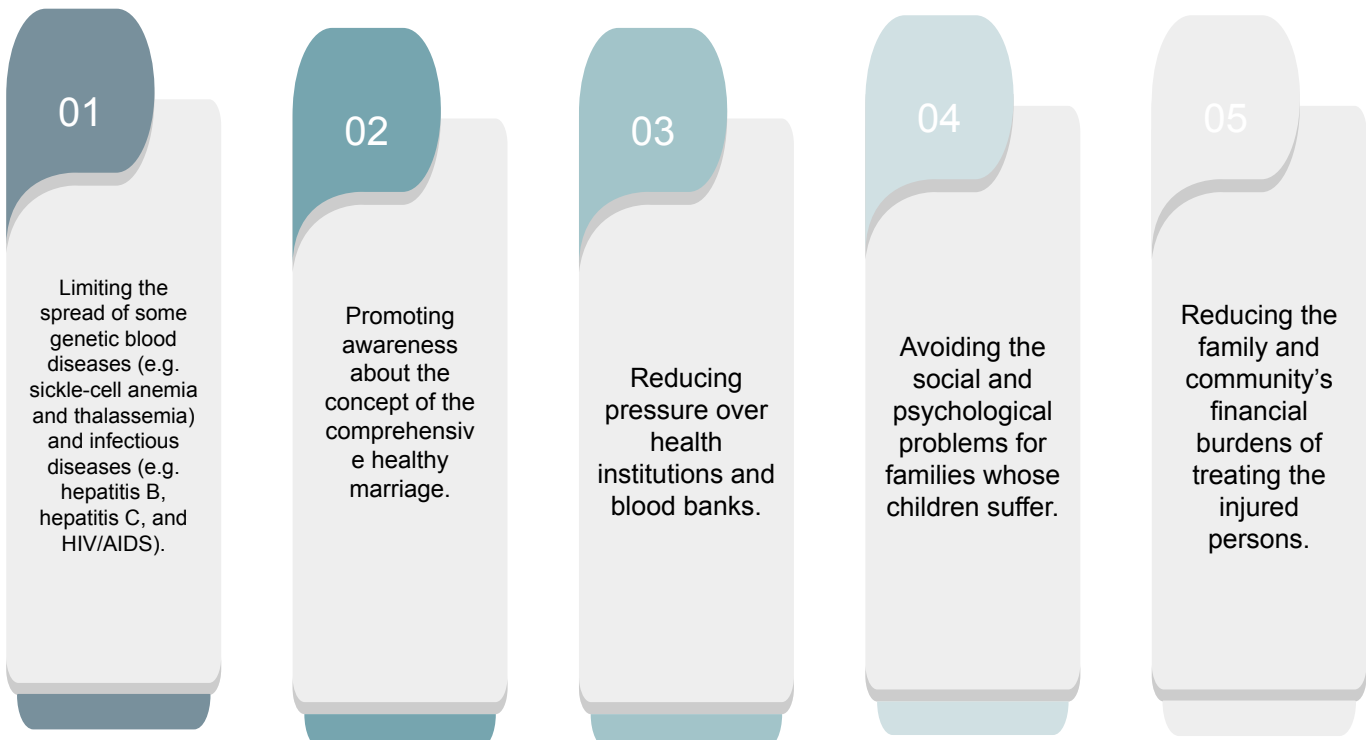 01
Limiting the
spread of some
genetic blood
diseases (e.g.
sickle-cell anemia
and thalassemia)
and infectious
diseases (e.g.
hepatitis B,
hepatitis C, and
HIV/AIDS).
02
Promoting
awareness
about the
concept of the
comprehensiv
e healthy
marriage.
03
Reducing
pressure over
health
institutions and
blood banks.
04
Avoiding the
social and
psychological
problems for
families whose
children suffer.
05
Reducing the
family and
community’s
financial
burdens of
treating the
injured
persons.